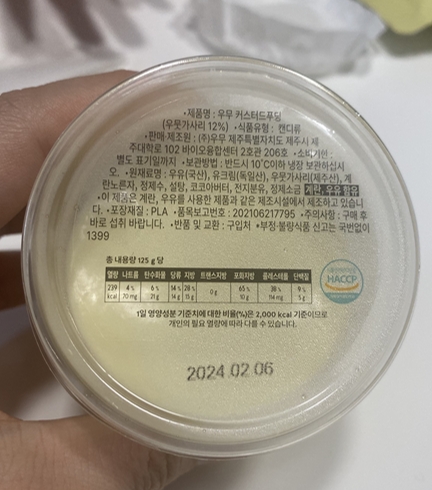 •제품명 : 우무 커스터드푸딩
(우뭇가사리 12%) •식품유형 : 캔디류
•판매·제조원 : (주)우무 제주특별자치도 제주시 제
주대학로 102 바이오융합센터 2호관 206호 •소비기한 :
별도 표기일까지 •보관방법 : 반드시 10℃이하 냉장 보관하십시
오. •원재료명 : 우유(국산), 유크림(독일산), 우뭇가사리(제주산), 계
란노른자, 정제수, 설탕, 코코아버터, 전지분유, 정제소금 계란, 우유 함유
•이 제품은 계란, 우유를 사용한 제품과 같은 제조시설에서 제조하고 있습니
다. •포장재질 : PLA •품목보고번호 : 202106217795 •주의사항 : 구매 후
바로 섭취 바랍니다. •반품 및 교환 : 구입처 •부정·불량식품 신고는 국번없이
1399
총 내용량 125 g 당
열량 나트륨 탄수화물 당류 지방 트랜스지방 포화지방 콜레스테롤 단백질
239 kcal 4 % 70 mg 6 % 21 g 14 % 14 g 28 % 15 g 0 g 65 % 10 g 38 % 114 mg 9 % 5 g
HACCP
1일 영양성분 기준치에 대한 비율(%)은 2,000 kcal 기준이므로
개인의 필요 열량에 따라 다를 수 있습니다.
2024 02 06